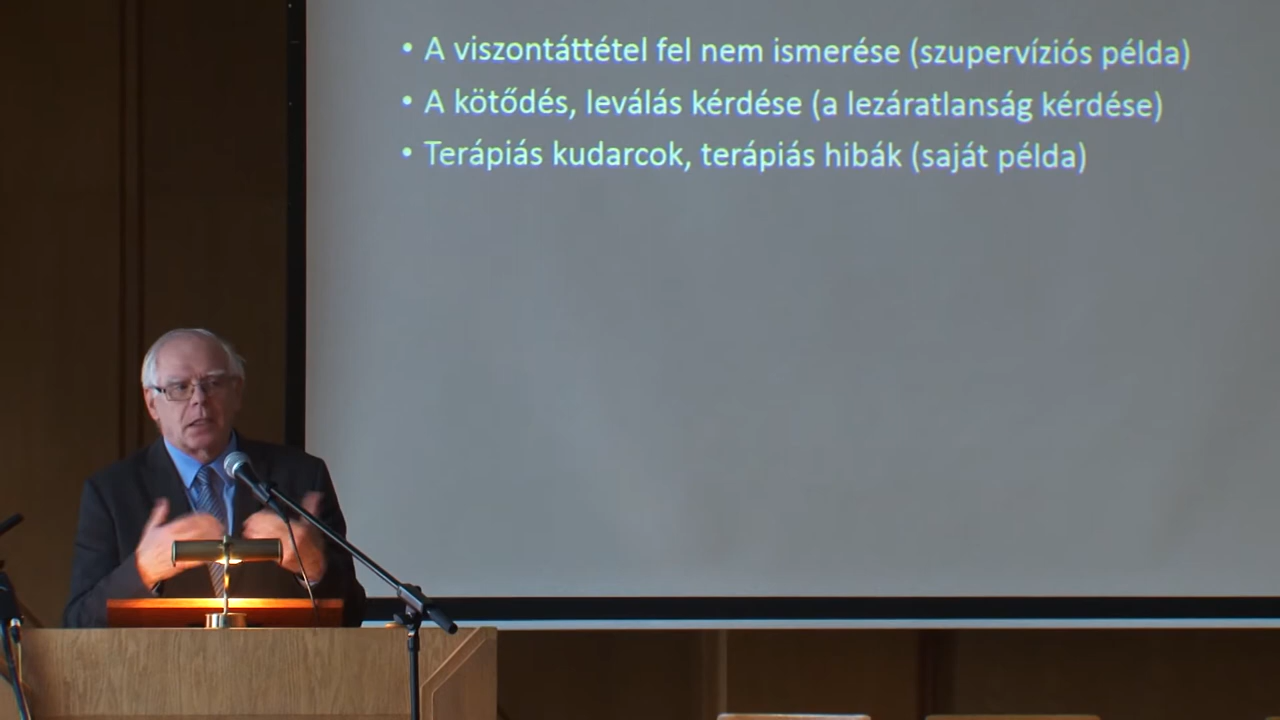 • A viszontáttétel fel nem ismerése (szupervíziós példa)
• A kötődés, leválás kérdése (a lezáratlanság kérdése)
• Terápiás kudarcok, terápiás hibák (saját példa)